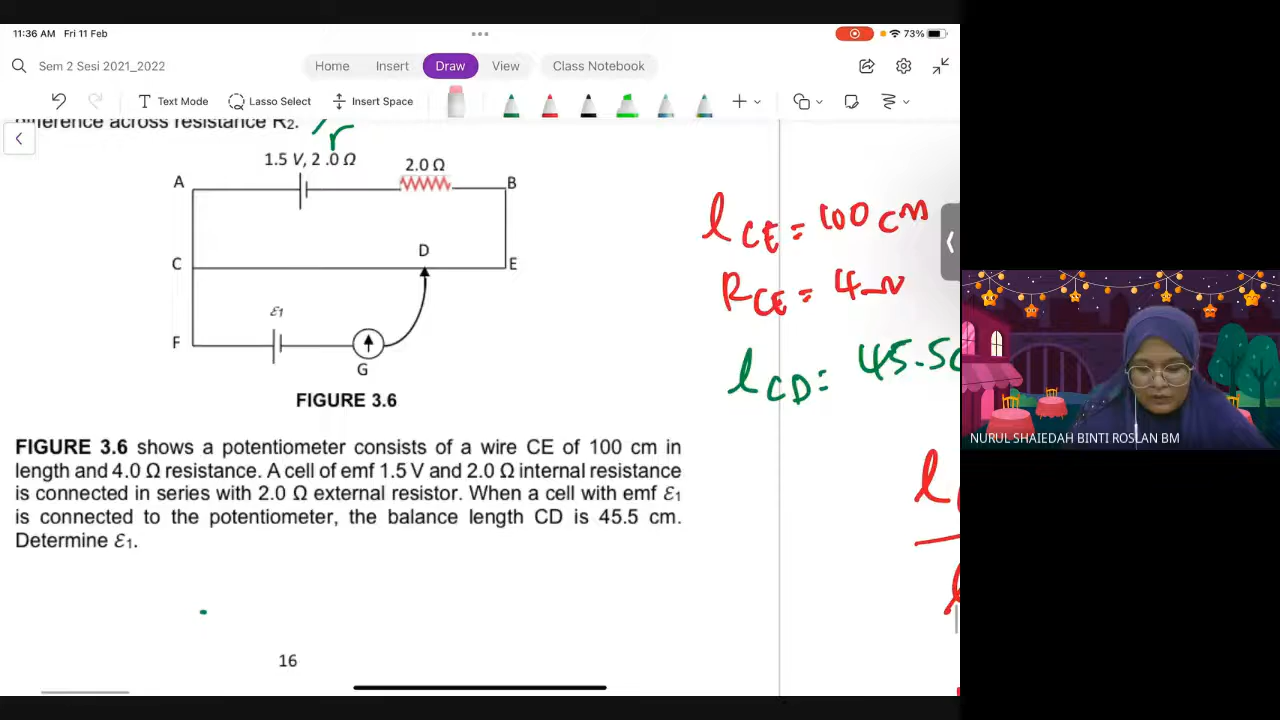 11:36 AM Fri 11 Feb
73%
Sem 2 Sesi 2021_2022
Home Insert Draw View Class Notebook
Text Mode Lasso Select Insert Space
difference across resistance R2.
r
1.5 V, 2 .0 Ω
2.0 Ω
A
B
C
D
E
ℰ1
F
G
FIGURE 3.6
FIGURE 3.6 shows a potentiometer consists of a wire CE of 100 cm in
length and 4.0 Ω resistance. A cell of emf 1.5 V and 2.0 Ω internal resistance
is connected in series with 2.0 Ω external resistor. When a cell with emf ℰ1
is connected to the potentiometer, the balance length CD is 45.5 cm.
Determine ℰ1.
16
l CE = 100 cm
R CE = 4 Ω
l CD = 45.5
NURUL SHAIEDAH BINTI ROSLAN BM